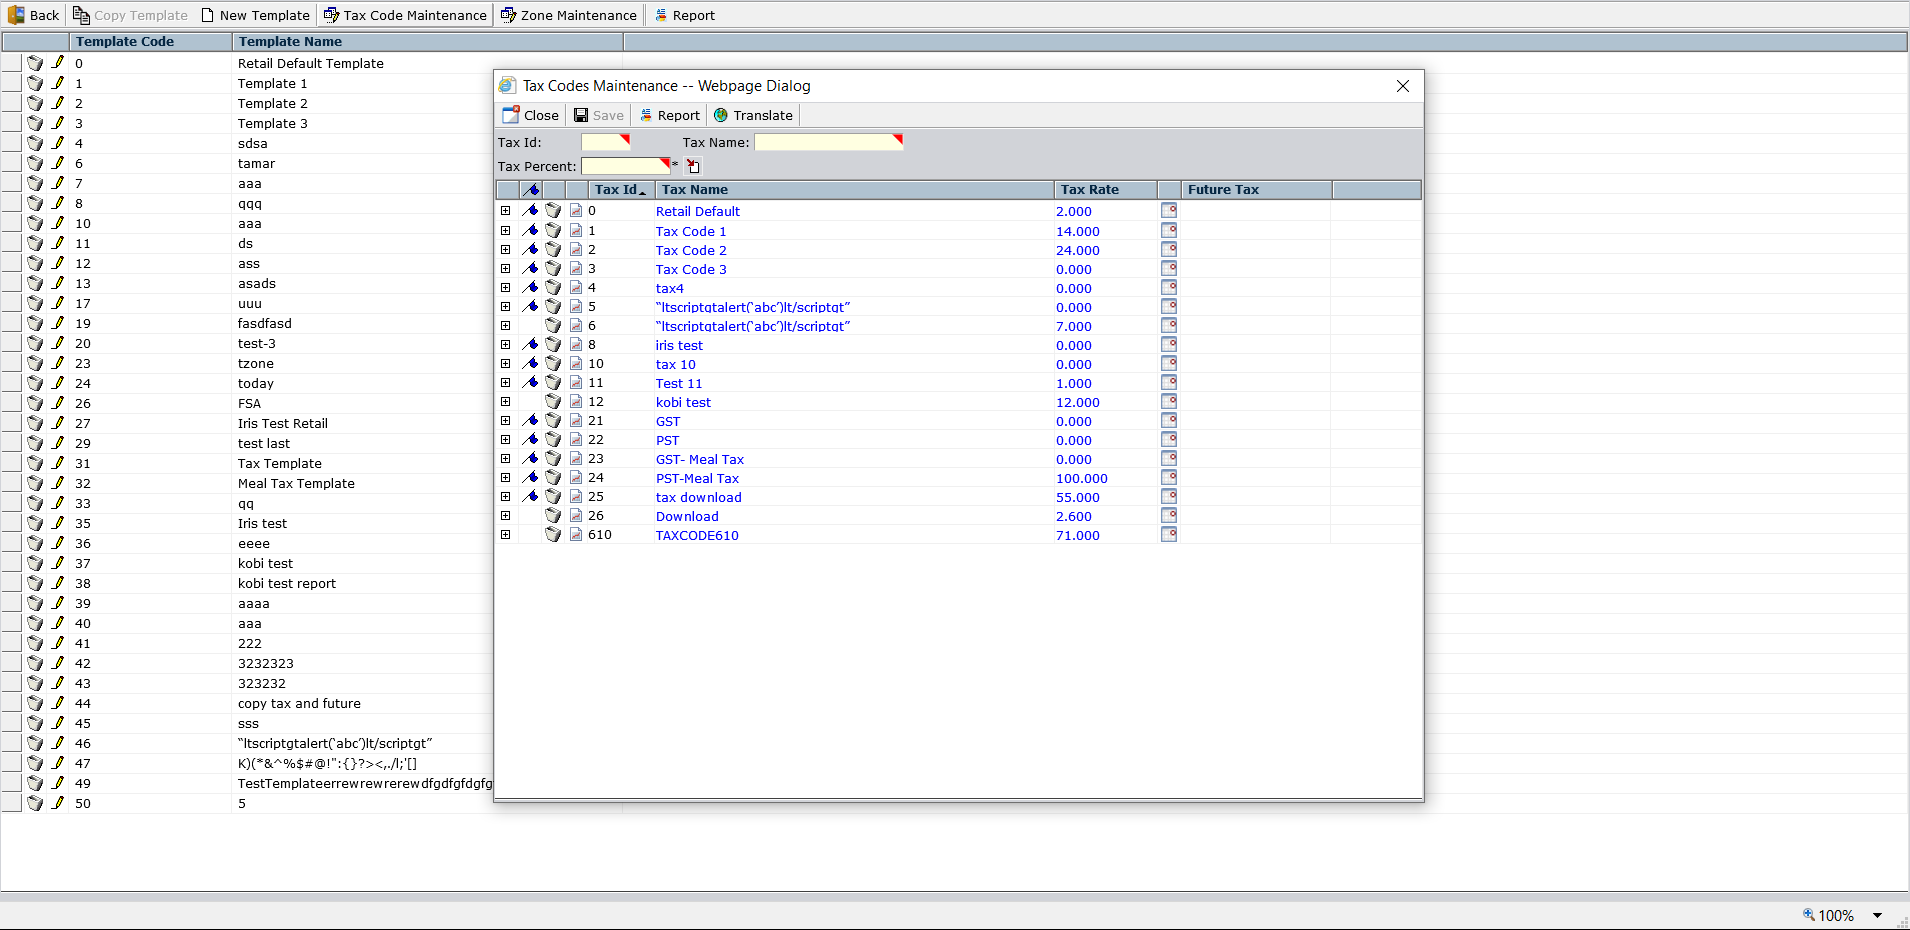 Back Copy Template New Template Tax Code Maintenance Zone Maintenance Report
Template Code Template Name
0 Retail Default Template
1 Template 1
2 Template 2
3 Template 3
4 sdsa
6 tamar
7 aaa
8 qqq
10 aaa
11 ds
12 ass
13 asads
17 uuu
19 fasdfasd
20 test-3
23 tzone
24 today
26 FSA
27 Iris Test Retail
29 test last
31 Tax Template
32 Meal Tax Template
33 qq
35 Iris test
36 eeee
37 kobi test
38 kobi test report
39 aaaa
40 aaa
41 222
42 3232323
43 323232
44 copy tax and future
45 sss
46 “ltscriptgtalert(‘abc’)lt/scriptgt”
47 K)(*&^%$#@!":{}?><,./l;'[]
49 TestTemplateerrewrewrerewdfgdfgfdgfg
50 5
Tax Codes Maintenance -- Webpage Dialog
Close Save Report Translate
Tax Id: Tax Name:
Tax Percent: *
Tax Id Tax Name Tax Rate Future Tax
0 Retail Default 2.000
1 Tax Code 1 14.000
2 Tax Code 2 24.000
3 Tax Code 3 0.000
4 tax4 0.000
5 “ltscriptgtalert(‘abc’)lt/scriptgt” 0.000
6 “ltscriptgtalert(‘abc’)lt/scriptgt” 7.000
8 iris test 0.000
10 tax 10 0.000
11 Test 11 1.000
12 kobi test 12.000
21 GST 0.000
22 PST 0.000
23 GST- Meal Tax 0.000
24 PST-Meal Tax 100.000
25 tax download 55.000
26 Download 2.600
610 TAXCODE610 71.000
100%